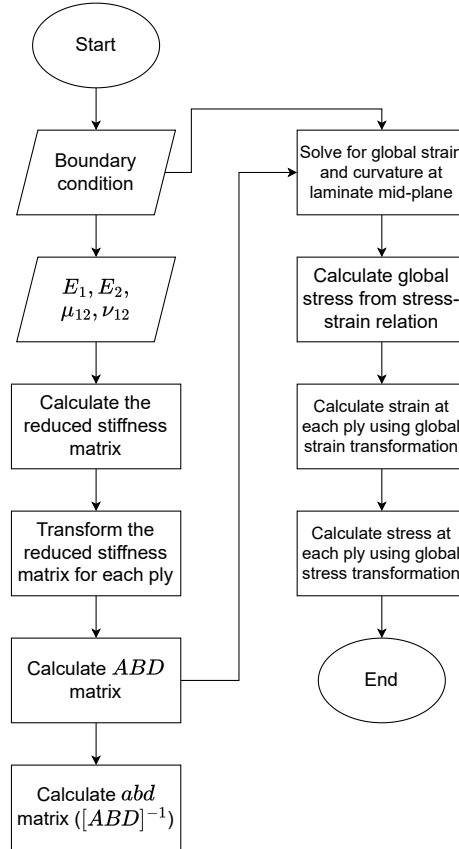 Start
Boundary
condition
E₁, E₂,
μ₁₂, ν₁₂
Calculate the
reduced stiffness
matrix
Transform the
reduced stiffness
matrix for each ply
Calculate ABD
matrix
Calculate abd
matrix ([ABD]⁻¹)
Solve for global strain
and curvature at
laminate mid-plane
Calculate global
stress from stress-
strain relation
Calculate strain at
each ply using global
strain transformation
Calculate stress at
each ply using global
stress transformation
End